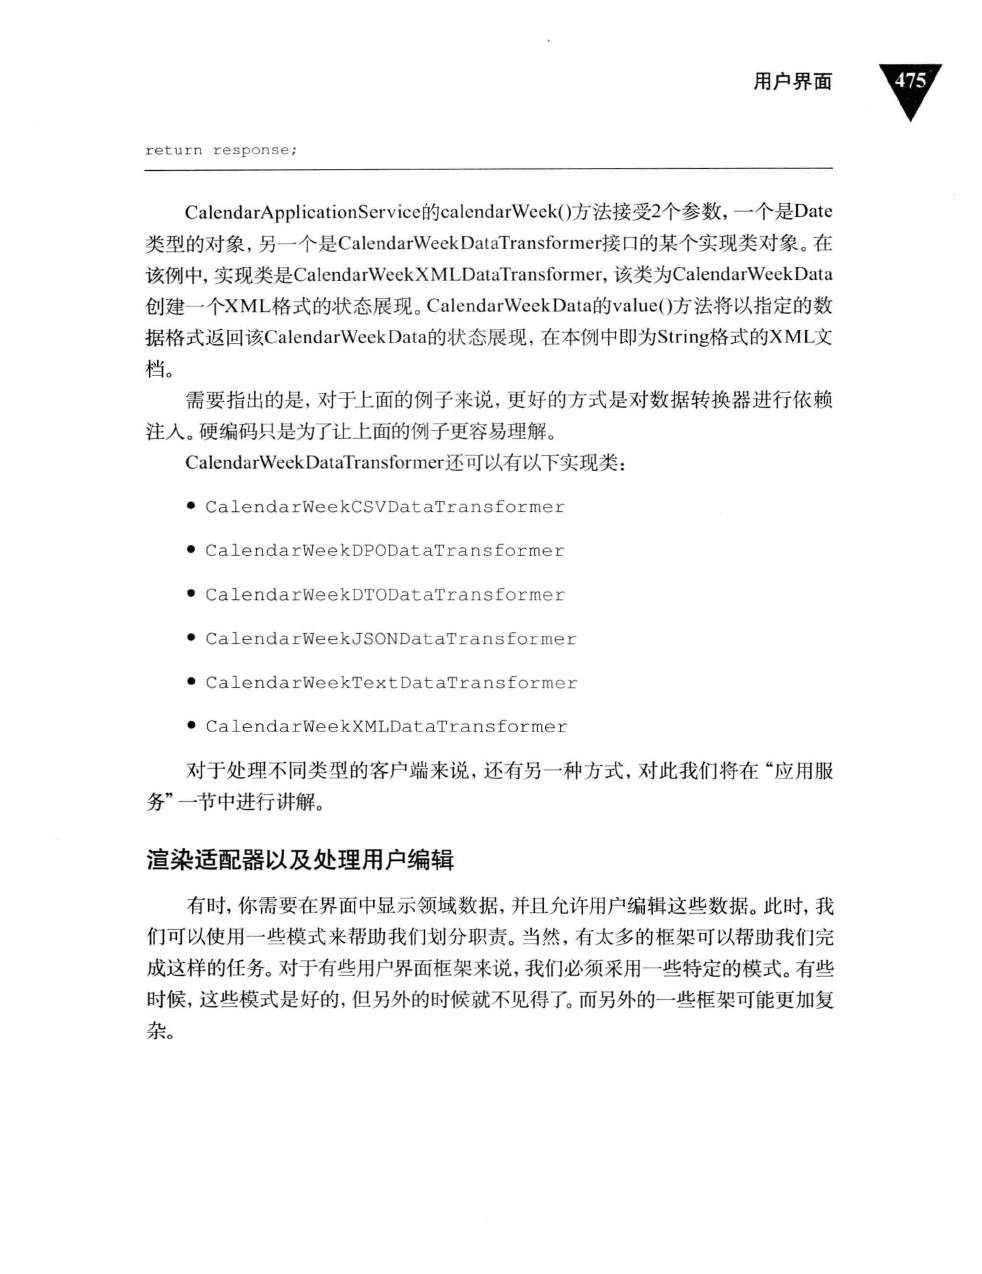 用户界面 475
return response;
CalendarApplicationService的calendarWeek()方法接受2个参数,一个是Date
类型的对象,另一个是CalendarWeekDataTransformer接口的某个实现类对象。在
该例中,实现类是CalendarWeekXMLDataTransformer,该类为CalendarWeekData
创建一个XML格式的状态展现。CalendarWeekData的value()方法将以指定的数
据格式返回该CalendarWeekData的状态展现,在本例中即为String格式的XML文
档。
需要指出的是,对于上面的例子来说,更好的方式是对数据转换器进行依赖
注入。硬编码只是为了让上面的例子更容易理解。
CalendarWeekDataTransformer还可以有以下实现类:
● CalendarWeekCSVDataTransformer
● CalendarWeekDPODataTransformer
● CalendarWeekDTODataTransformer
● CalendarWeekJSONDataTransformer
● CalendarWeekTextDataTransformer
● CalendarWeekXMLDataTransformer
对于处理不同类型的客户端来说,还有另一种方式,对此我们将在“应用服
务”一节中进行讲解。
渲染适配器以及处理用户编辑
有时,你需要在界面中显示领域数据,并且允许用户编辑这些数据。此时,我
们可以使用一些模式来帮助我们划分职责。当然,有太多的框架可以帮助我们完
成这样的任务。对于有些用户界面框架来说,我们必须采用一些特定的模式。有些
时候,这些模式是好的,但另外的时候就不见得了。而另外的一些框架可能更加复
杂。